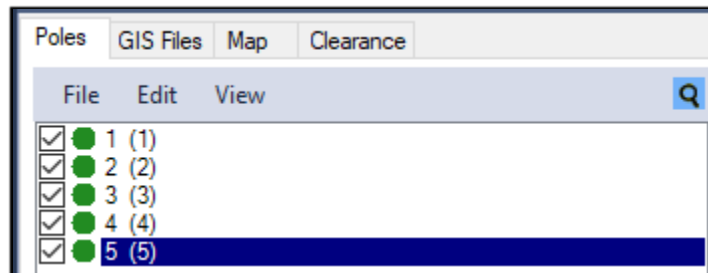 Poles GIS Files Map Clearance
File Edit View
1 (1)
2 (2)
3 (3)
4 (4)
5 (5)